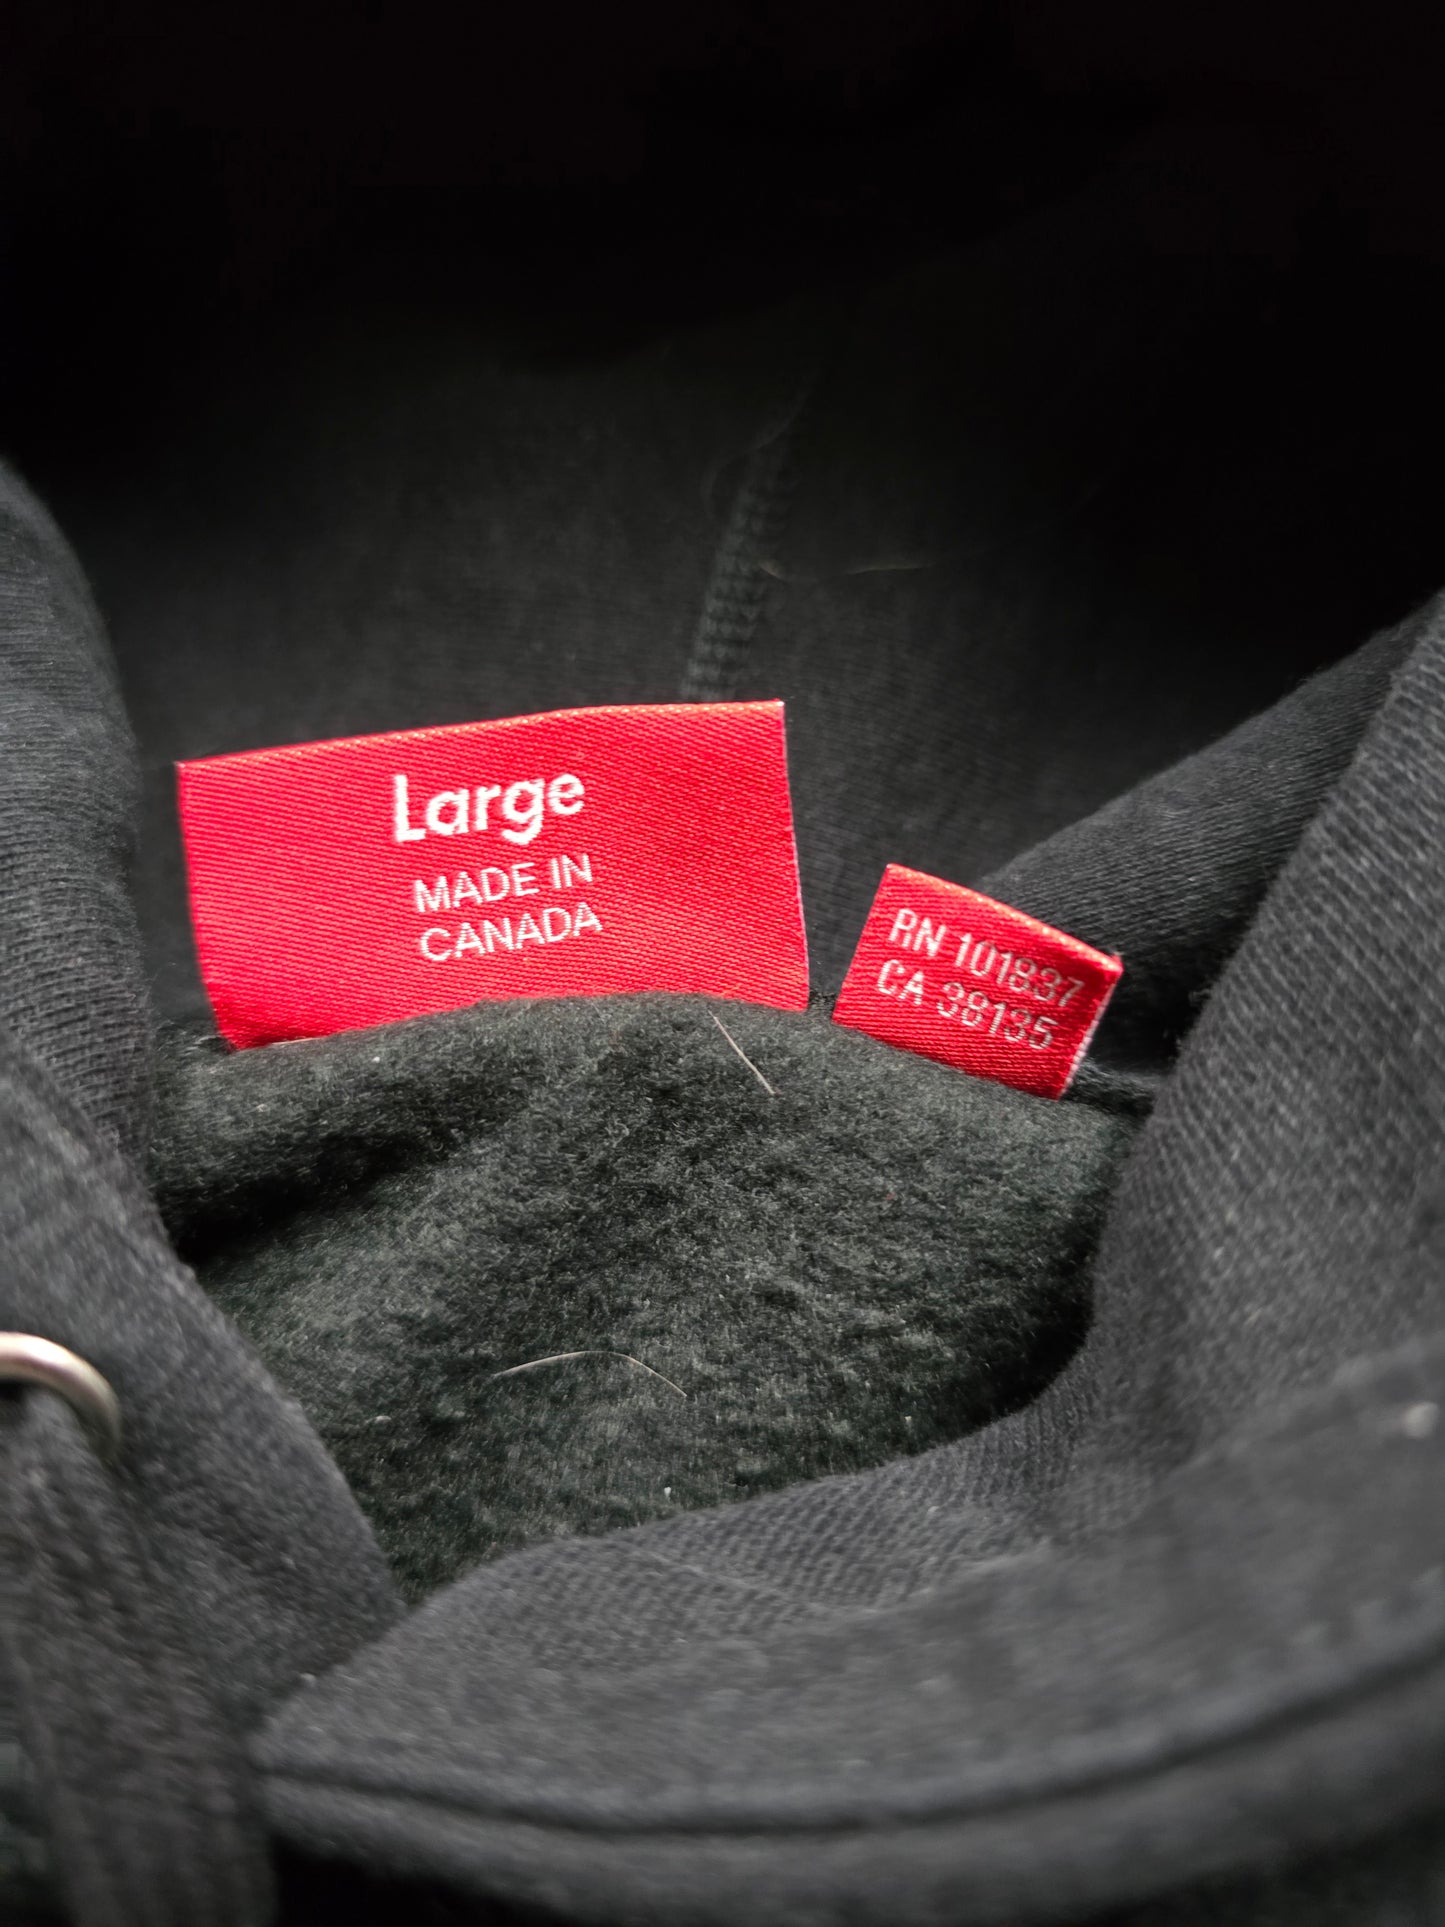 Large
MADE IN
CANADA
RN 101837
CA 38135